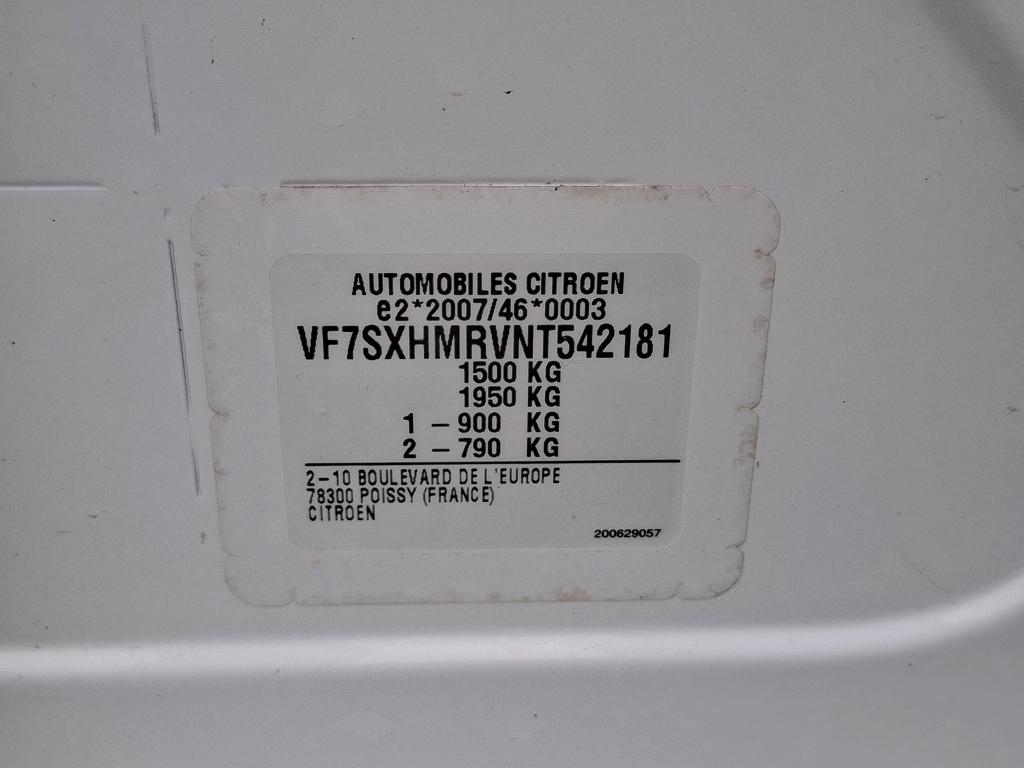 AUTOMOBILES CITROEN
e2*2007/46*0003
VF7SXHMRVNT542181
1500 KG
1950 KG
1 - 900 KG
2 - 790 KG
2-10 BOULEVARD DE L'EUROPE
78300 POISSY (FRANCE)
CITROEN
200629057